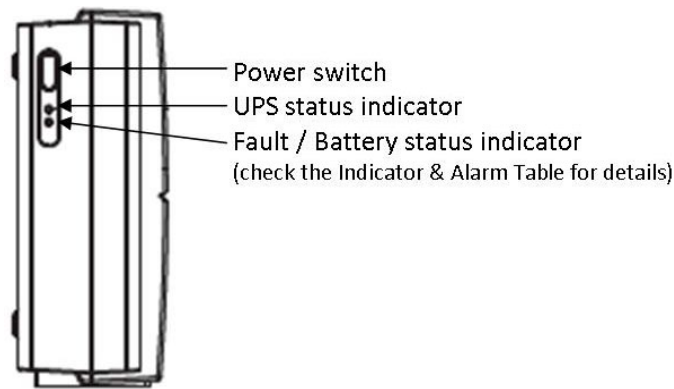 Power switch
UPS status indicator
Fault / Battery status indicator
(check the Indicator & Alarm Table for details)